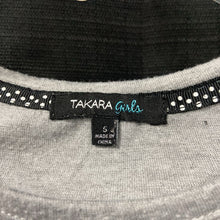 TAKARA Girls
S
MADE IN
CHINA